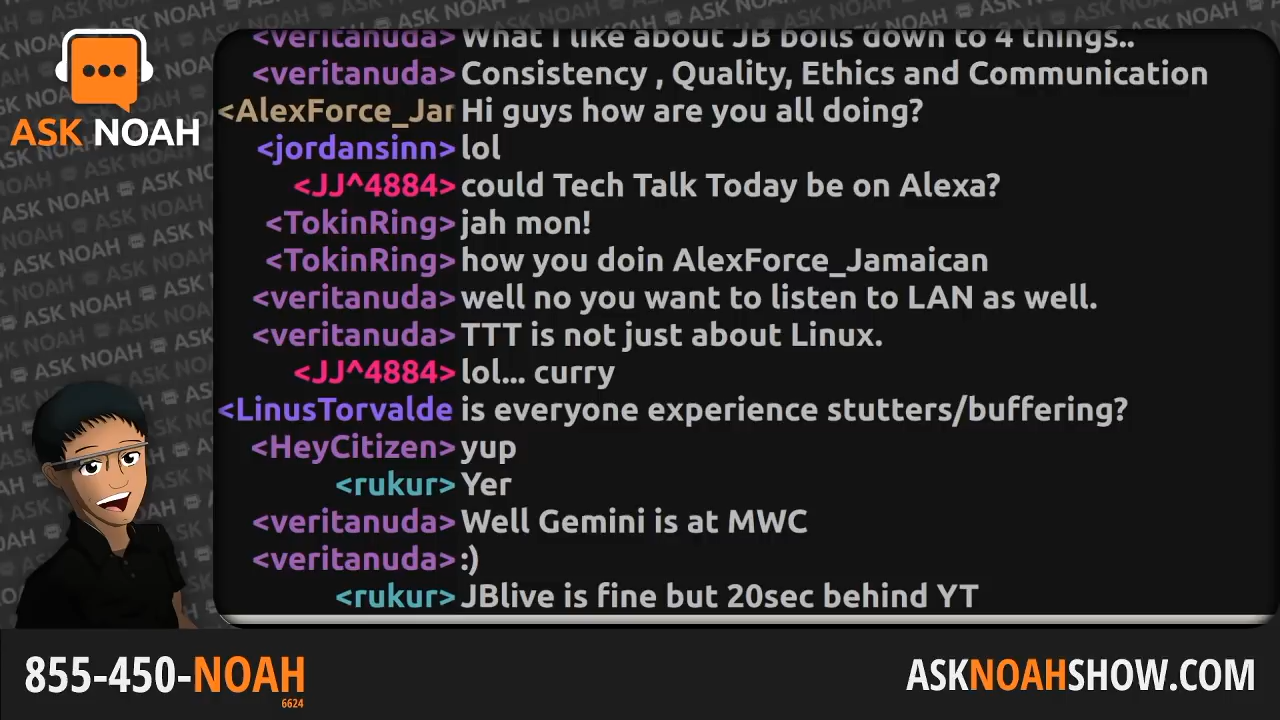 ASK NOAH
<veritanuda> What I like about JB boils down to 4 things..
<veritanuda> Consistency , Quality, Ethics and Communication
<AlexForce_Jar Hi guys how are you all doing?
<jordansinn> lol
<JJ^4884> could Tech Talk Today be on Alexa?
<TokinRing> jah mon!
<TokinRing> how you doin AlexForce_Jamaican
<veritanuda> well no you want to listen to LAN as well.
<veritanuda> TTT is not just about Linux.
<JJ^4884> lol... curry
<LinusTorvalde is everyone experience stutters/buffering?
<HeyCitizen> yup
<rukur> Yer
<veritanuda> Well Gemini is at MWC
<veritanuda> :)
<rukur> JBlive is fine but 20sec behind YT
855-450-NOAH
6624
ASKNOAHSHOW.COM